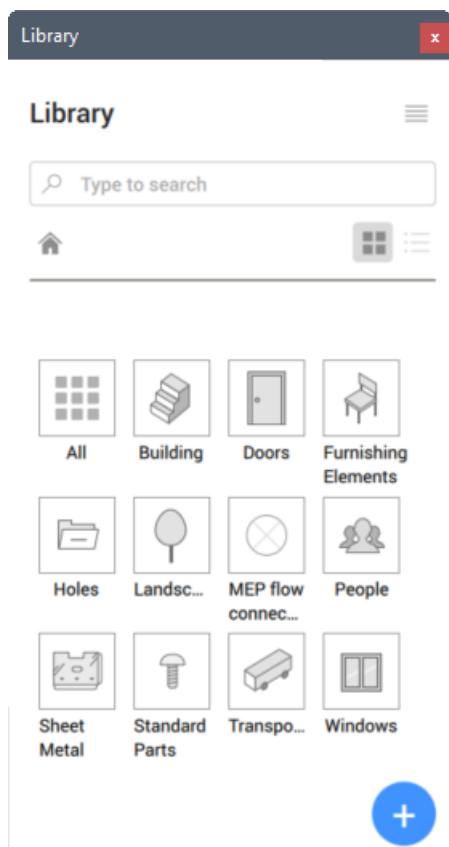 Library
x
Library
Type to search
All
Building
Doors
Furnishing
Elements
Holes
Landsc...
MEP flow
connec...
People
Sheet
Metal
Standard
Parts
Transpo...
Windows
+